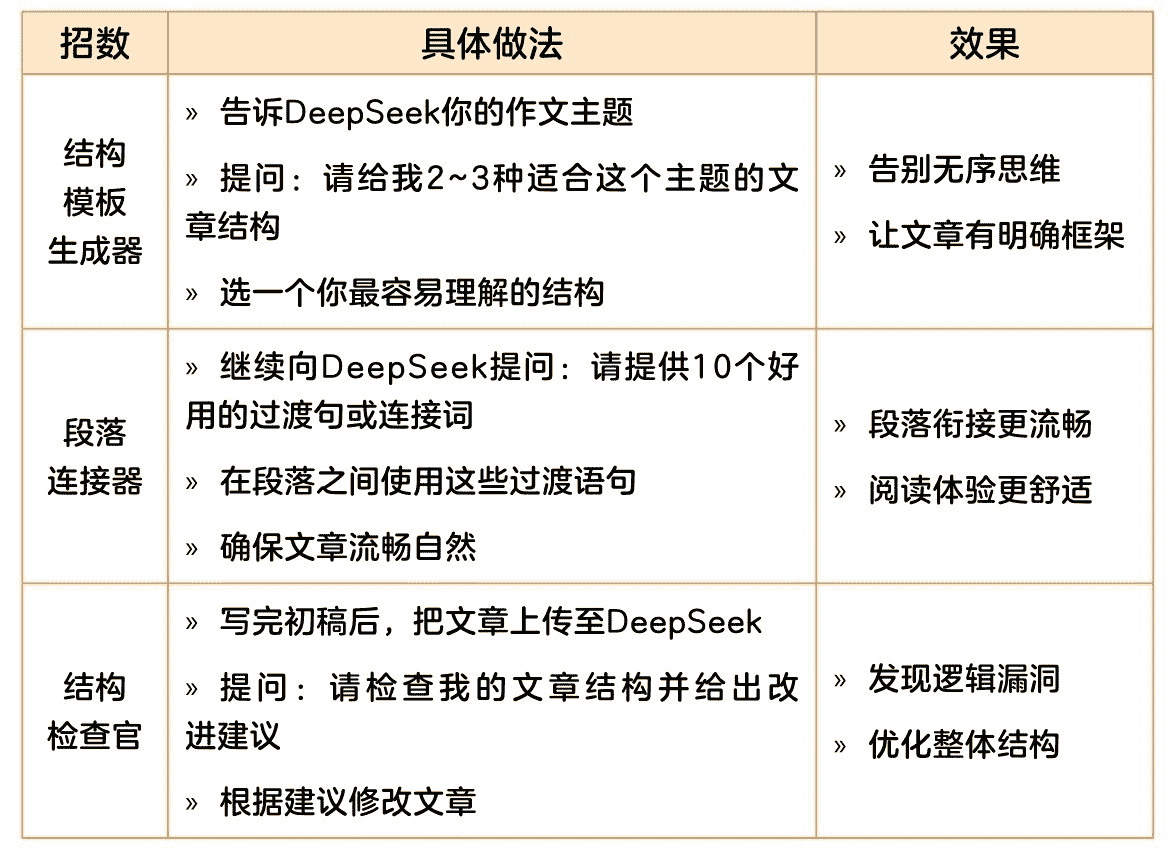 招数
具体做法
效果
结构
模板
生成器
» 告诉DeepSeek你的作文主题
» 提问：请给我2~3种适合这个主题的文
章结构
» 选一个你最容易理解的结构
» 告别无序思维
» 让文章有明确框架
段落
连接器
» 继续向DeepSeek提问：请提供10个好
用的过渡句或连接词
» 在段落之间使用这些过渡语句
» 确保文章流畅自然
» 段落衔接更流畅
» 阅读体验更舒适
结构
检查官
» 写完初稿后，把文章上传至DeepSeek
» 提问：请检查我的文章结构并给出改
进建议
» 根据建议修改文章
» 发现逻辑漏洞
» 优化整体结构